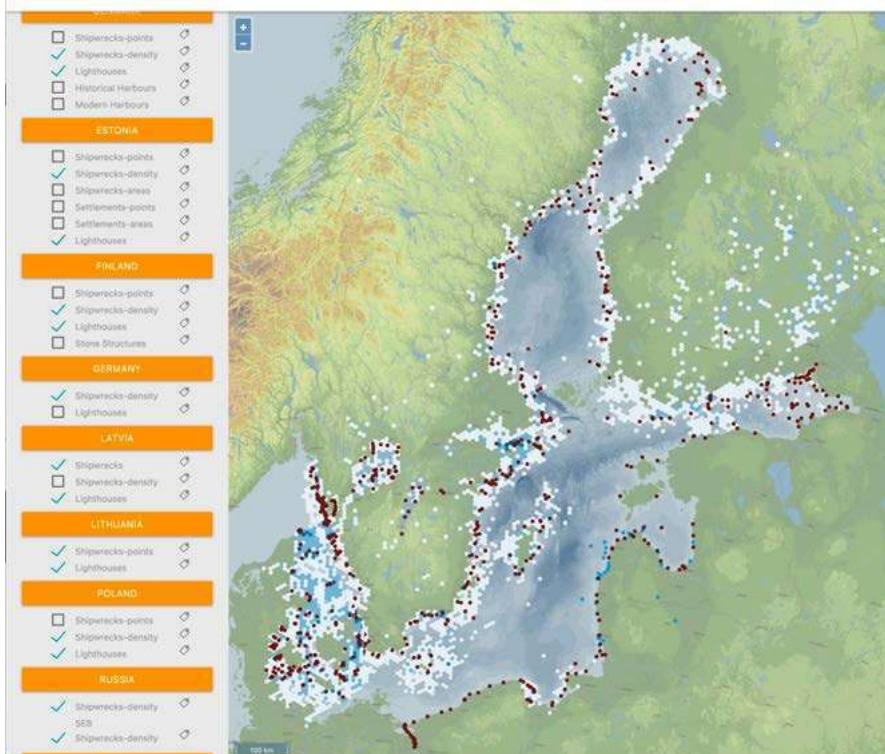 +
−
Shipwrecks-points
Shipwrecks-density
Lighthouses
Historical Harbours
Modern Harbours
ESTONIA
Shipwrecks-points
Shipwrecks-density
Shipwrecks-areas
Settlements-points
Settlements-areas
Lighthouses
FINLAND
Shipwrecks-points
Shipwrecks-density
Lighthouses
Stone Structures
GERMANY
Shipwrecks-density
Lighthouses
LATVIA
Shiperecks
Shipwrecks-density
Lighthouses
LITHUANIA
Shipwrecks-points
Lighthouses
POLAND
Shipwrecks-points
Shipwrecks-density
Lighthouses
RUSSIA
Shipwrecks-density
SEB
Shipwrecks-density
100 km